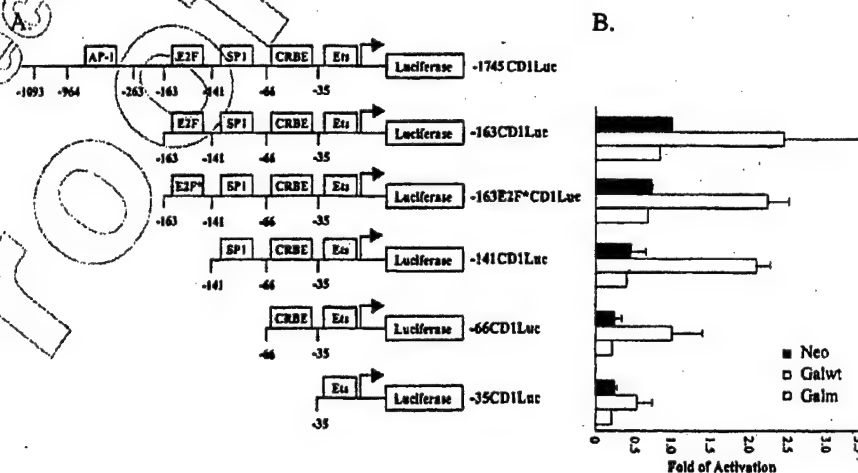 A.
B.
AP-1 E2F SP1 CRBE Ets Luciferase -1745CD1Luc
-1093 -964 -263 -163 -141 -66 -35
E2F SP1 CRBE Ets Luciferase -163CD1Luc
-163 -141 -66 -35
E2F* SP1 CRBE Ets Luciferase -163E2F*CD1Luc
-163 -141 -66 -35
SP1 CRBE Ets Luciferase -141CD1Luc
-141 -66 -35
CRBE Ets Luciferase -66CD1Luc
-66 -35
Ets Luciferase -35CD1Luc
-35
Neo
Galwt
Galm
0 0.5 1.0 1.5 2.0 2.5 3.0
Fold of Activation